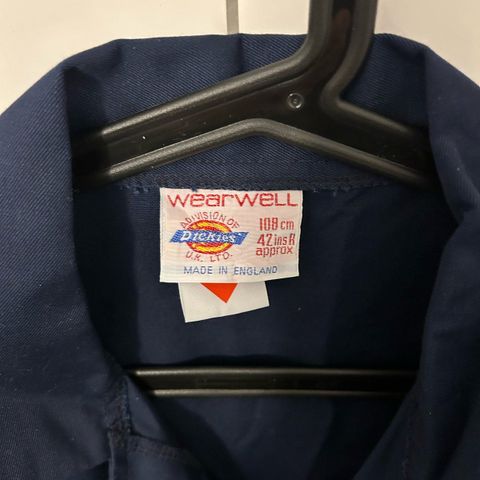 wearwell
A DIVISION OF
Dickies
U.K. LTD.
108 cm
42 ins R
approx
MADE IN ENGLAND